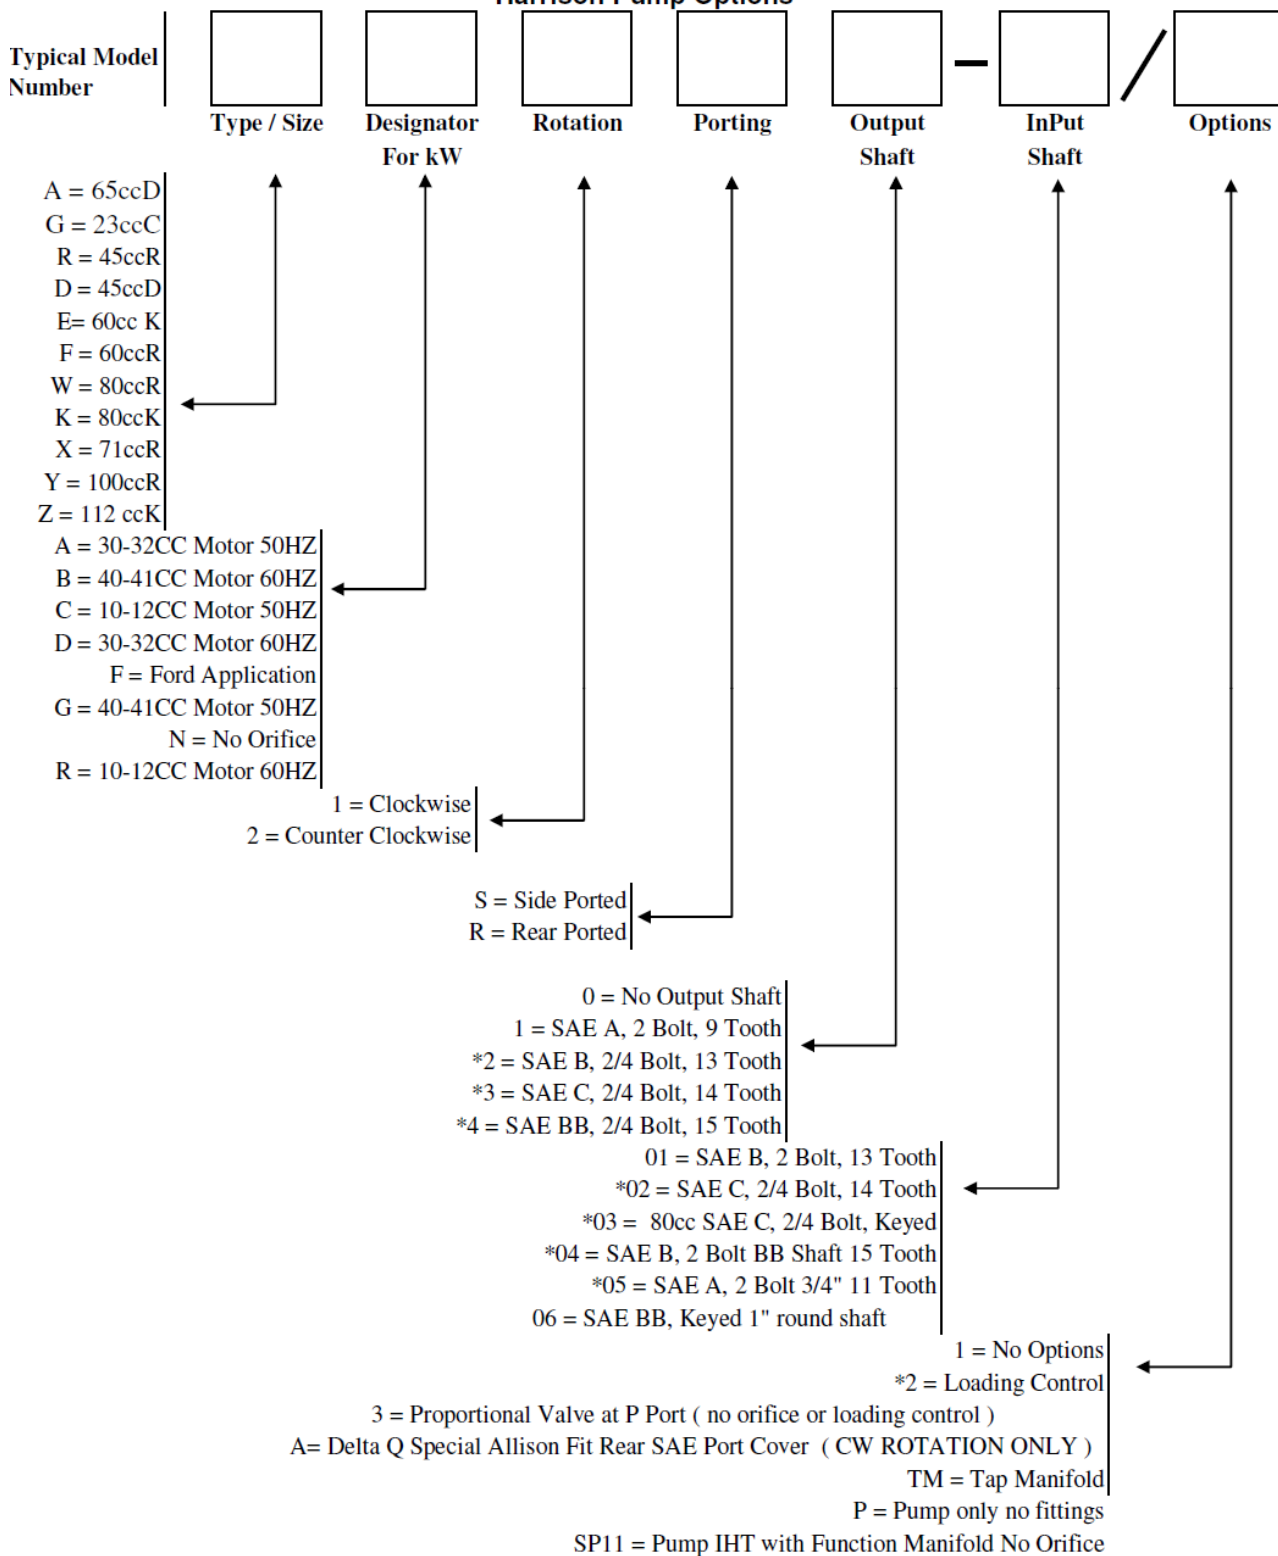 Harrison Pump Options
Typical Model
Number
Type / Size
Designator
For kW
Rotation
Porting
Output
Shaft
InPut
Shaft
Options
A = 65ccD
G = 23ccC
R = 45ccR
D = 45ccD
E= 60cc K
F = 60ccR
W = 80ccR
K = 80ccK
X = 71ccR
Y = 100ccR
Z = 112 ccK
A = 30-32CC Motor 50HZ
B = 40-41CC Motor 60HZ
C = 10-12CC Motor 50HZ
D = 30-32CC Motor 60HZ
F = Ford Application
G = 40-41CC Motor 50HZ
N = No Orifice
R = 10-12CC Motor 60HZ
1 = Clockwise
2 = Counter Clockwise
S = Side Ported
R = Rear Ported
0 = No Output Shaft
1 = SAE A, 2 Bolt, 9 Tooth
*2 = SAE B, 2/4 Bolt, 13 Tooth
*3 = SAE C, 2/4 Bolt, 14 Tooth
*4 = SAE BB, 2/4 Bolt, 15 Tooth
01 = SAE B, 2 Bolt, 13 Tooth
*02 = SAE C, 2/4 Bolt, 14 Tooth
*03 = 80cc SAE C, 2/4 Bolt, Keyed
*04 = SAE B, 2 Bolt BB Shaft 15 Tooth
*05 = SAE A, 2 Bolt 3/4" 11 Tooth
06 = SAE BB, Keyed 1" round shaft
1 = No Options
*2 = Loading Control
3 = Proportional Valve at P Port ( no orifice or loading control )
A= Delta Q Special Allison Fit Rear SAE Port Cover ( CW ROTATION ONLY )
TM = Tap Manifold
P = Pump only no fittings
SP11 = Pump IHT with Function Manifold No Orifice